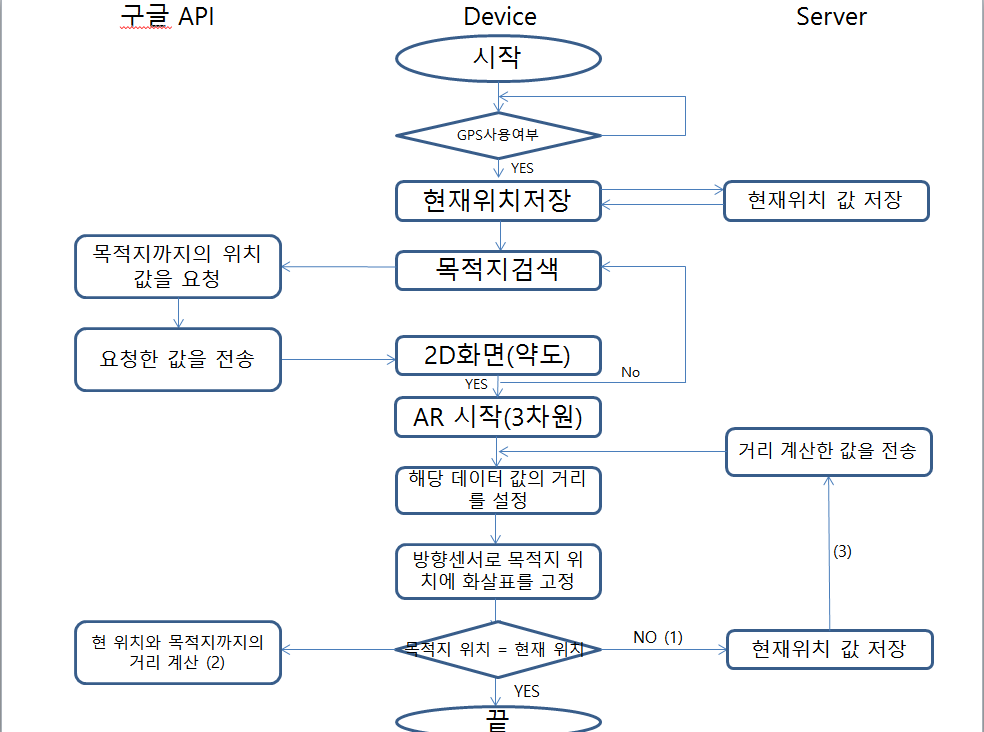 구글 API
Device
Server
시작
GPS사용여부
YES
현재위치저장
현재위치 값 저장
목적지까지의 위치
값을 요청
목적지검색
요청한 값을 전송
2D화면(약도)
No
YES
AR 시작(3차원)
거리 계산한 값을 전송
해당 데이터 값의 거리
를 설정
(3)
방향센서로 목적지 위
치에 화살표를 고정
현 위치와 목적지까지의
거리 계산 (2)
목적지 위치 = 현재 위치
NO (1)
현재위치 값 저장
YES
끝